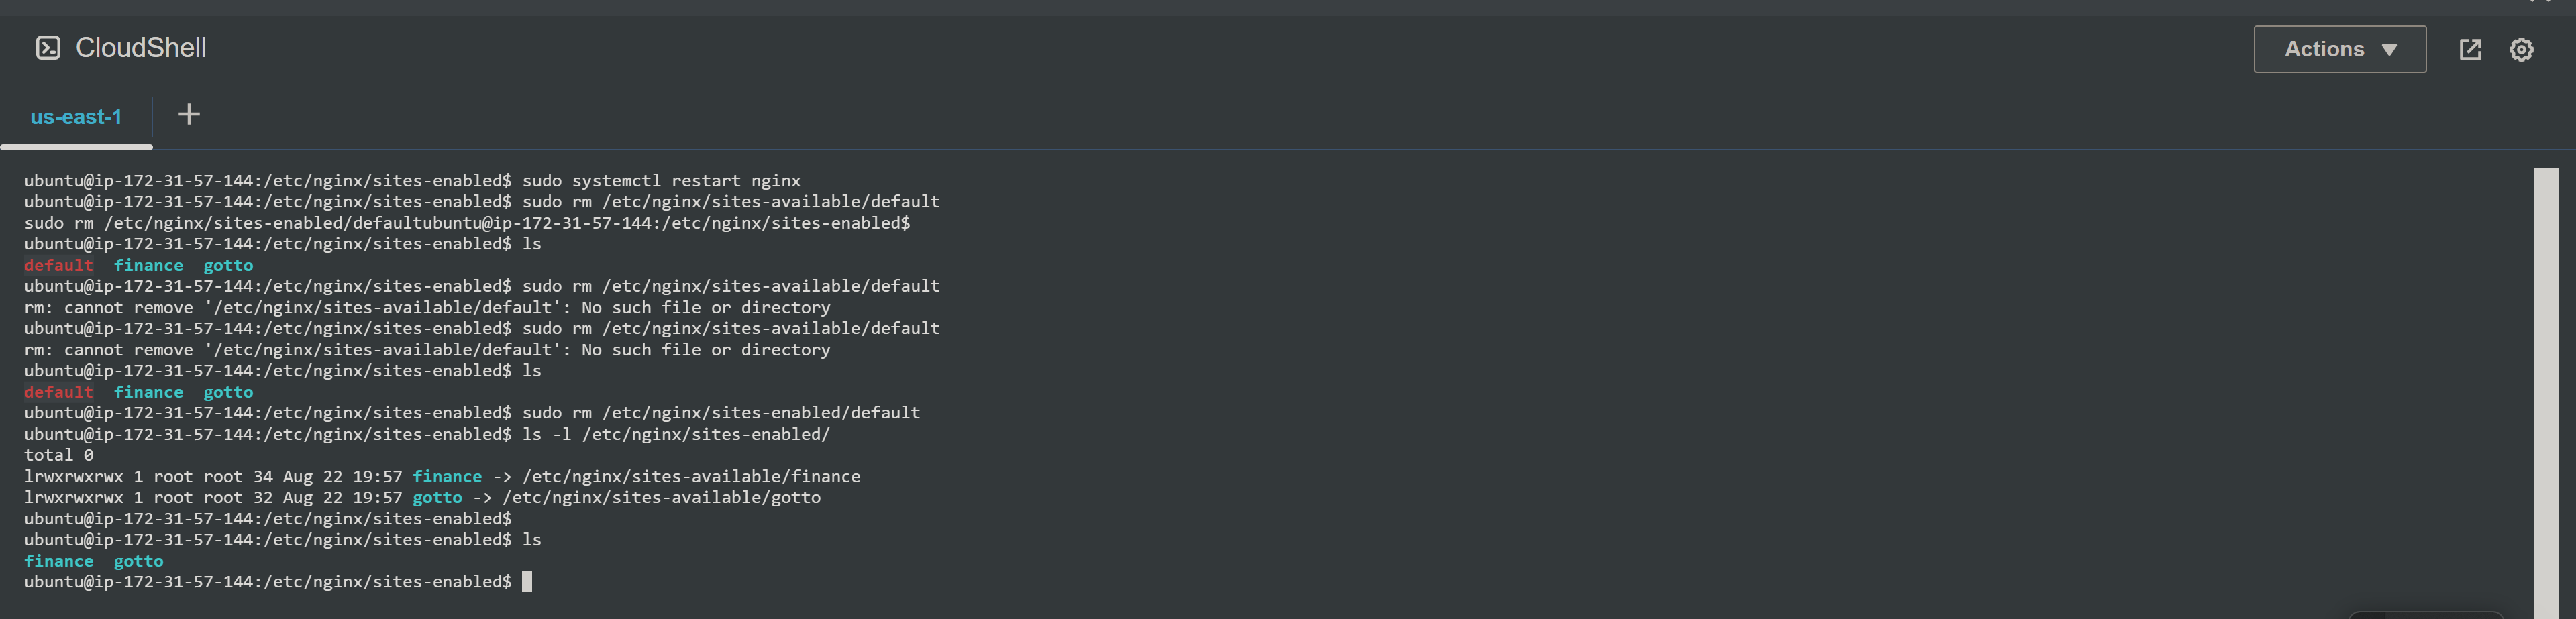 CloudShell
Actions
us-east-1 +
ubuntu@ip-172-31-57-144:/etc/nginx/sites-enabled$ sudo systemctl restart nginx
ubuntu@ip-172-31-57-144:/etc/nginx/sites-enabled$ sudo rm /etc/nginx/sites-available/default
sudo rm /etc/nginx/sites-enabled/defaultubuntu@ip-172-31-57-144:/etc/nginx/sites-enabled$
ubuntu@ip-172-31-57-144:/etc/nginx/sites-enabled$ ls
default  finance  gotto
ubuntu@ip-172-31-57-144:/etc/nginx/sites-enabled$ sudo rm /etc/nginx/sites-available/default
rm: cannot remove '/etc/nginx/sites-available/default': No such file or directory
ubuntu@ip-172-31-57-144:/etc/nginx/sites-enabled$ sudo rm /etc/nginx/sites-available/default
rm: cannot remove '/etc/nginx/sites-available/default': No such file or directory
ubuntu@ip-172-31-57-144:/etc/nginx/sites-enabled$ ls
default  finance  gotto
ubuntu@ip-172-31-57-144:/etc/nginx/sites-enabled$ sudo rm /etc/nginx/sites-enabled/default
ubuntu@ip-172-31-57-144:/etc/nginx/sites-enabled$ ls -l /etc/nginx/sites-enabled/
total 0
lrwxrwxrwx 1 root root 34 Aug 22 19:57 finance -> /etc/nginx/sites-available/finance
lrwxrwxrwx 1 root root 32 Aug 22 19:57 gotto -> /etc/nginx/sites-available/gotto
ubuntu@ip-172-31-57-144:/etc/nginx/sites-enabled$
ubuntu@ip-172-31-57-144:/etc/nginx/sites-enabled$ ls
finance  gotto
ubuntu@ip-172-31-57-144:/etc/nginx/sites-enabled$